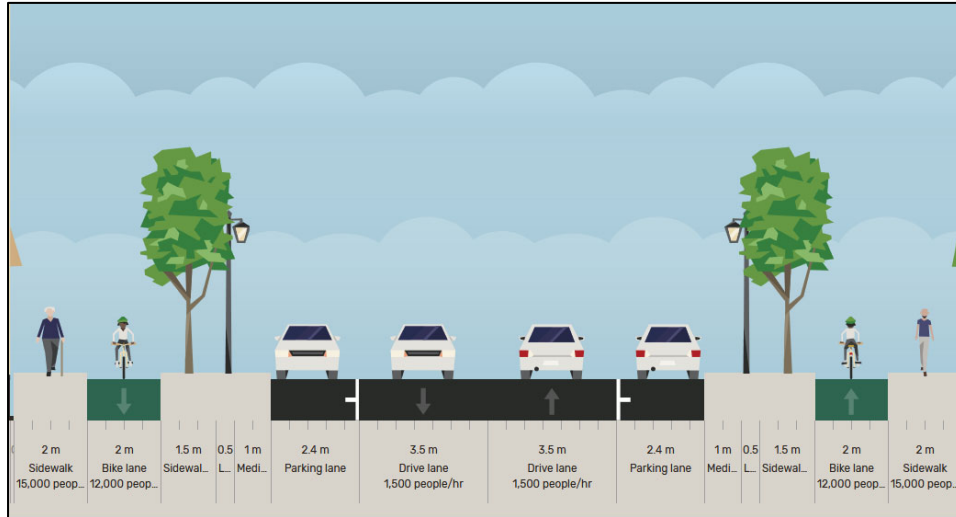 2 m
Sidewalk
15,000 peop...
2 m
Bike lane
12,000 peop...
1.5 m
Sidewal...
0.5
L...
1 m
Medi...
2.4 m
Parking lane
3.5 m
Drive lane
1,500 people/hr
3.5 m
Drive lane
1,500 people/hr
2.4 m
Parking lane
1 m
Medi...
0.5
L...
1.5 m
Sidewal...
2 m
Bike lane
12,000 peop...
2 m
Sidewalk
15,000 peop...